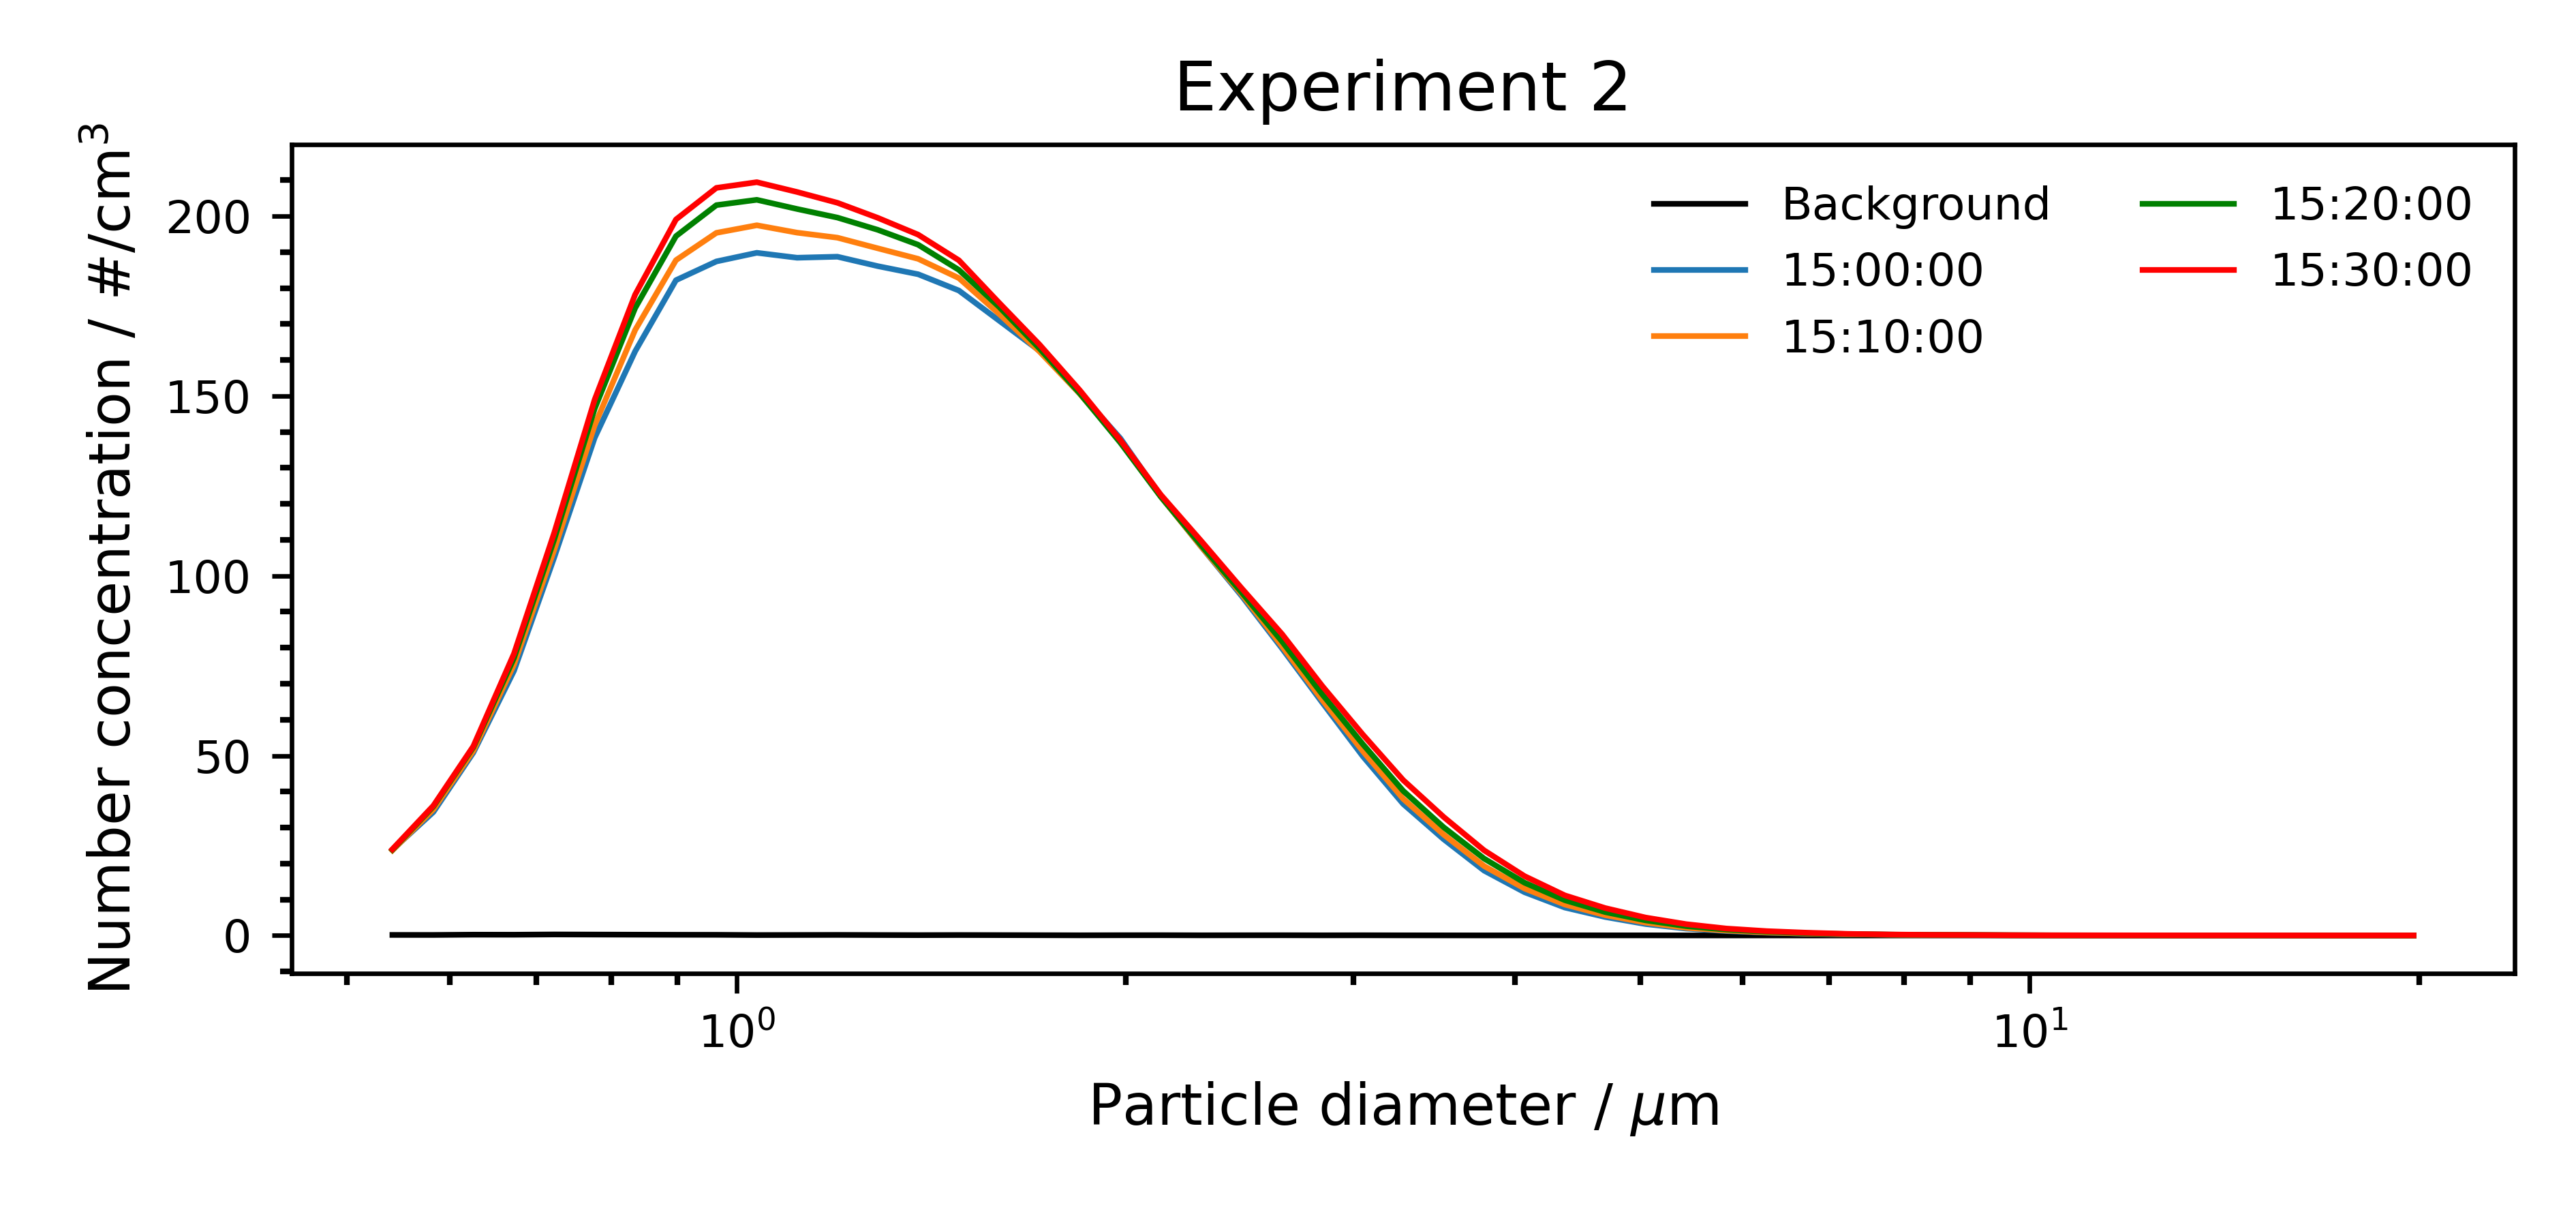 Experiment 2
Number concentration / #/cm³
200
150
100
50
0
Background
15:00:00
15:10:00
15:20:00
15:30:00
10⁰
10¹
Particle diameter / μm